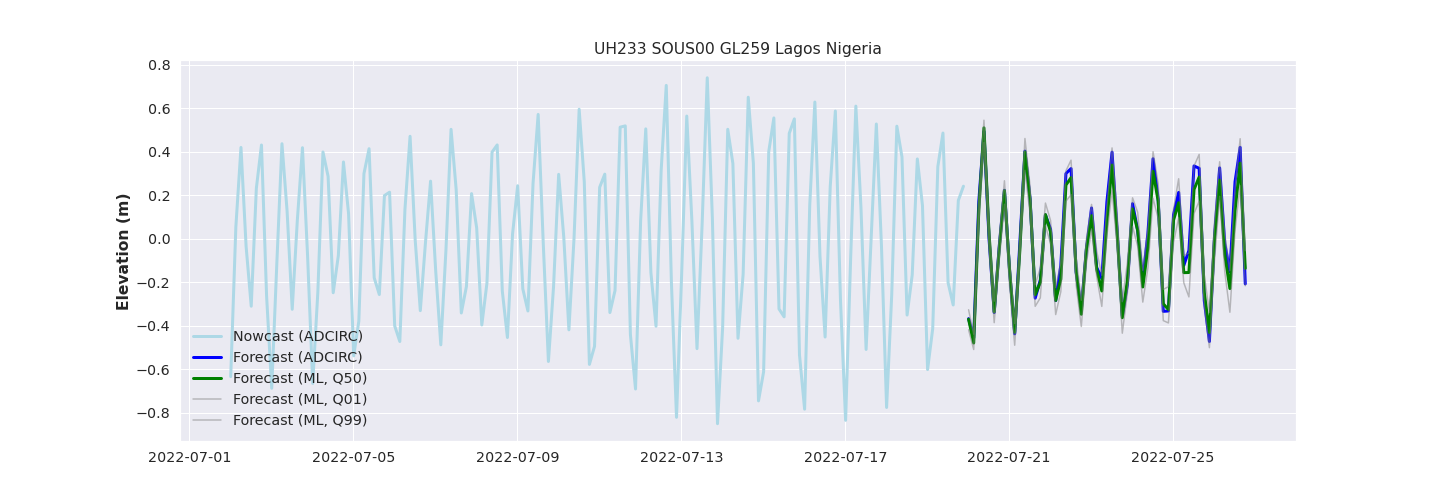 UH233 SOUS00 GL259 Lagos Nigeria
Elevation (m)
0.8
0.6
0.4
0.2
0.0
−0.2
−0.4
−0.6
−0.8
Nowcast (ADCIRC)
Forecast (ADCIRC)
Forecast (ML, Q50)
Forecast (ML, Q01)
Forecast (ML, Q99)
2022-07-01 2022-07-05 2022-07-09 2022-07-13 2022-07-17 2022-07-21 2022-07-25